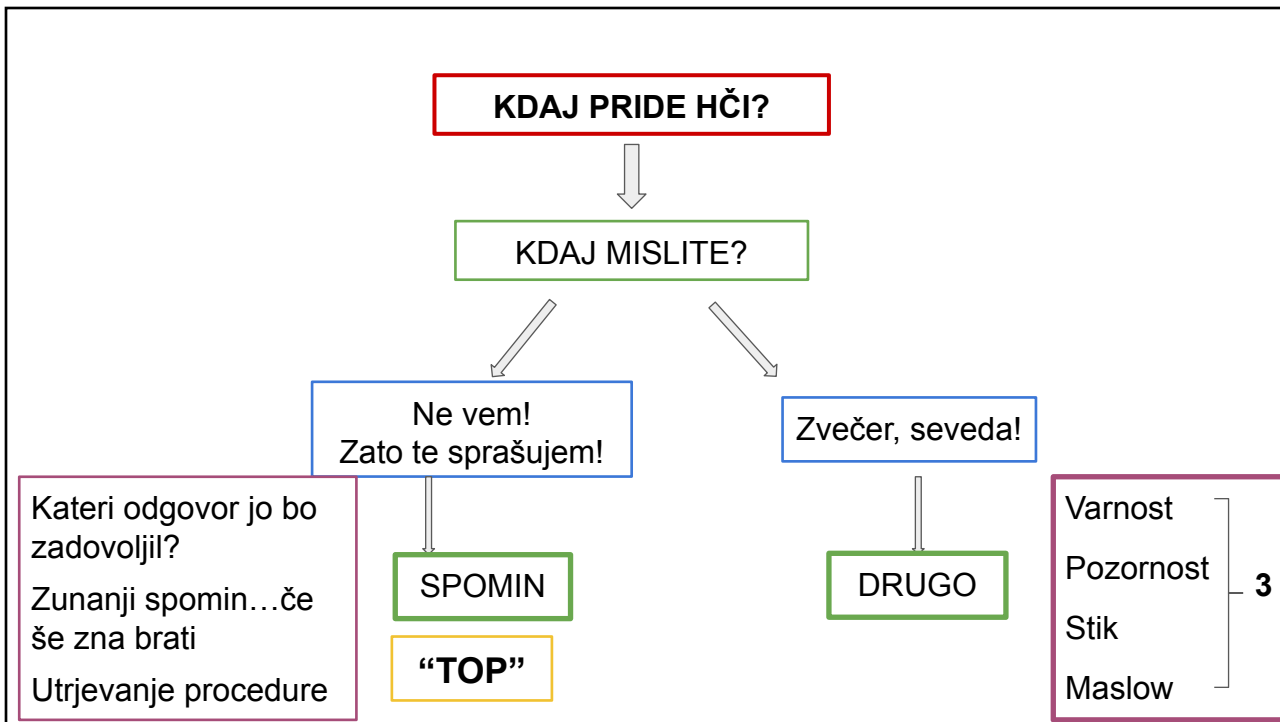 KDAJ PRIDE HČI?
KDAJ MISLITE?
Ne vem!
Zato te sprašujem!
Zvečer, seveda!
Kateri odgovor jo bo
zadovoljil?
Zunanji spomin…če
še zna brati
Utrjevanje procedure
SPOMIN
“TOP”
DRUGO
Varnost
Pozornost
Stik
Maslow
3